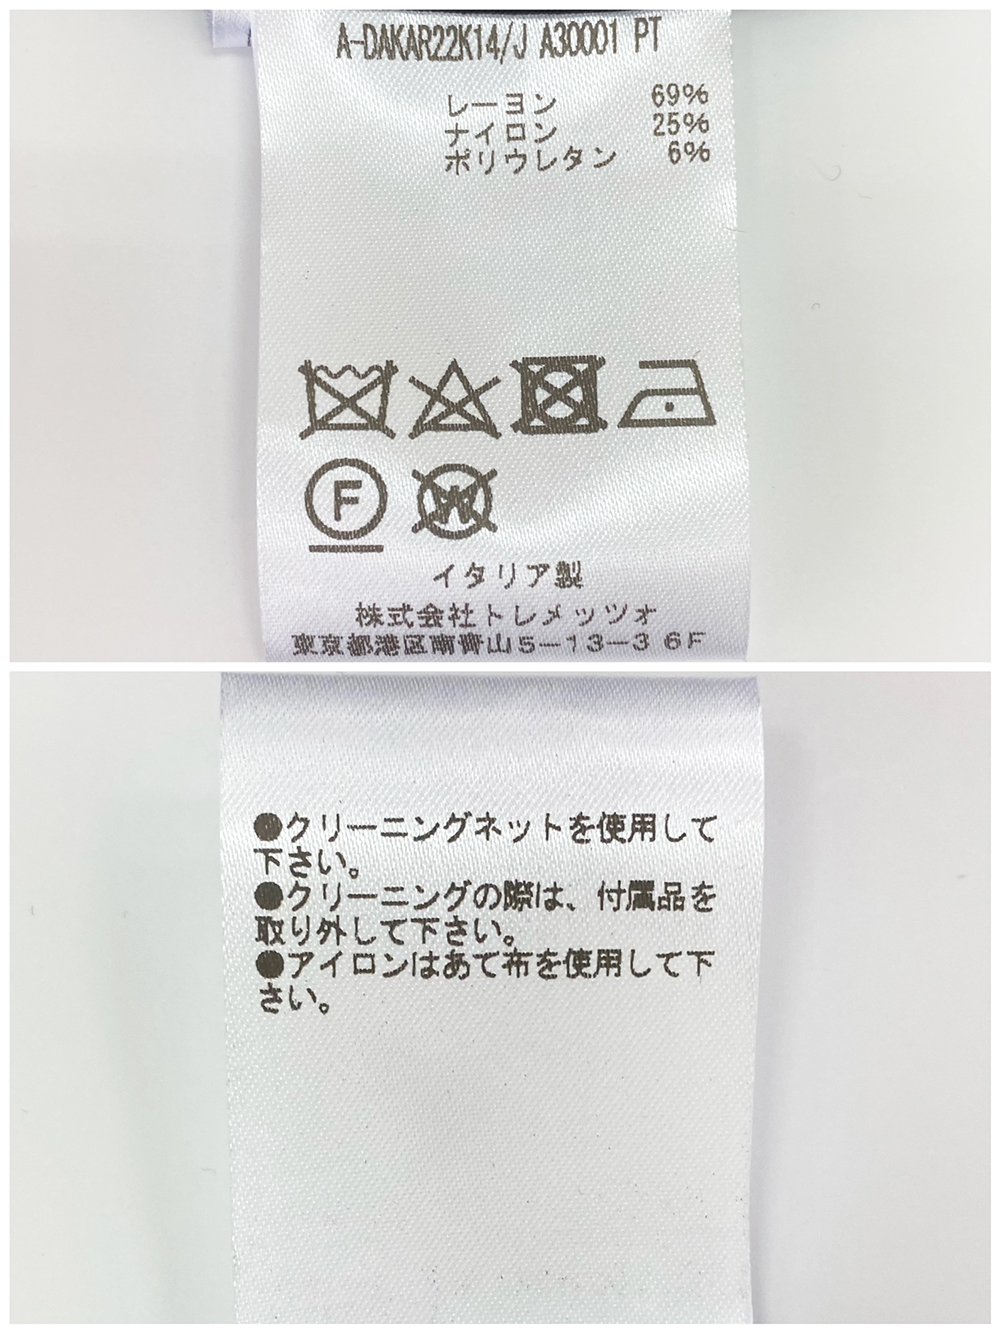 A-DAKAR22K14/J A30001 PT
レーヨン 69%
ナイロン 25%
ポリウレタン 6%
F
W
イタリア製
株式会社トレメッツォ
東京都港区南青山5-13-3 6F
●クリーニングネットを使用して
下さい。
●クリーニングの際は、付属品を
取り外して下さい。
●アイロンはあて布を使用して下
さい。